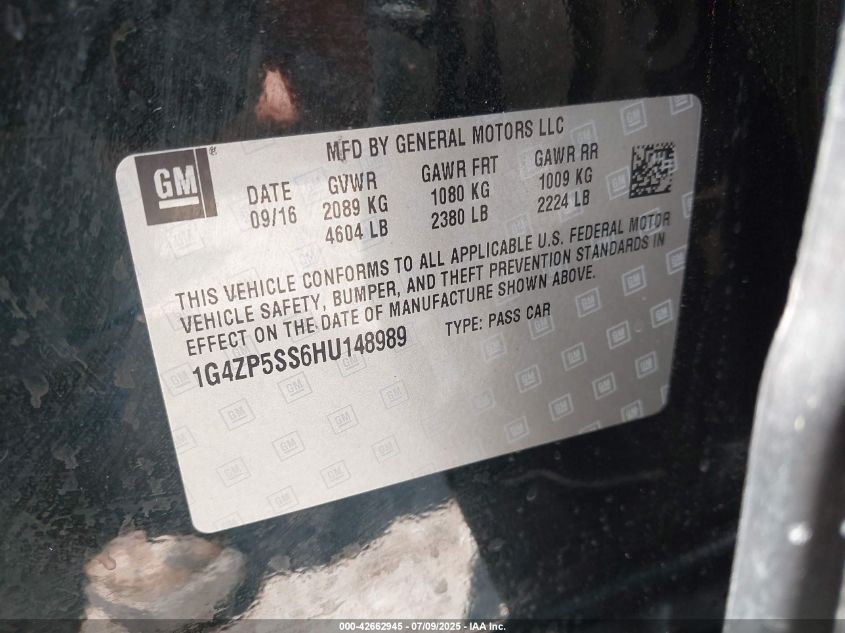 GM
MFD BY GENERAL MOTORS LLC
DATE GVWR GAWR FRT GAWR RR
09/16 2089 KG 1080 KG 1009 KG
4604 LB 2380 LB 2224 LB
THIS VEHICLE CONFORMS TO ALL APPLICABLE U.S. FEDERAL MOTOR
VEHICLE SAFETY, BUMPER, AND THEFT PREVENTION STANDARDS IN
EFFECT ON THE DATE OF MANUFACTURE SHOWN ABOVE.
1G4ZP5SS6HU148989 TYPE: PASS CAR
000-42662945 - 07/09/2025 - IAA Inc.